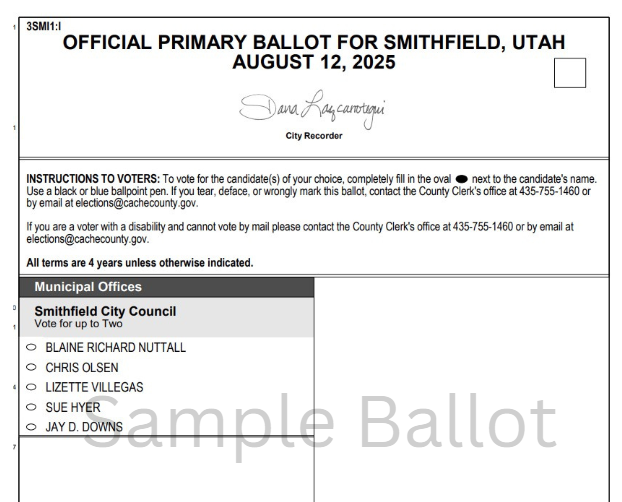 3SMI1:I
OFFICIAL PRIMARY BALLOT FOR SMITHFIELD, UTAH
AUGUST 12, 2025
Dana Lazcanotegui
City Recorder
INSTRUCTIONS TO VOTERS: To vote for the candidate(s) of your choice, completely fill in the oval next to the candidate's name.
Use a black or blue ballpoint pen. If you tear, deface, or wrongly mark this ballot, contact the County Clerk's office at 435-755-1460 or
by email at elections@cachecounty.gov.
If you are a voter with a disability and cannot vote by mail please contact the County Clerk's office at 435-755-1460 or by email at
elections@cachecounty.gov.
All terms are 4 years unless otherwise indicated.
Municipal Offices
Smithfield City Council
Vote for up to Two
BLAINE RICHARD NUTTALL
CHRIS OLSEN
LIZETTE VILLEGAS
SUE HYER
JAY D. DOWNS
Sample Ballot